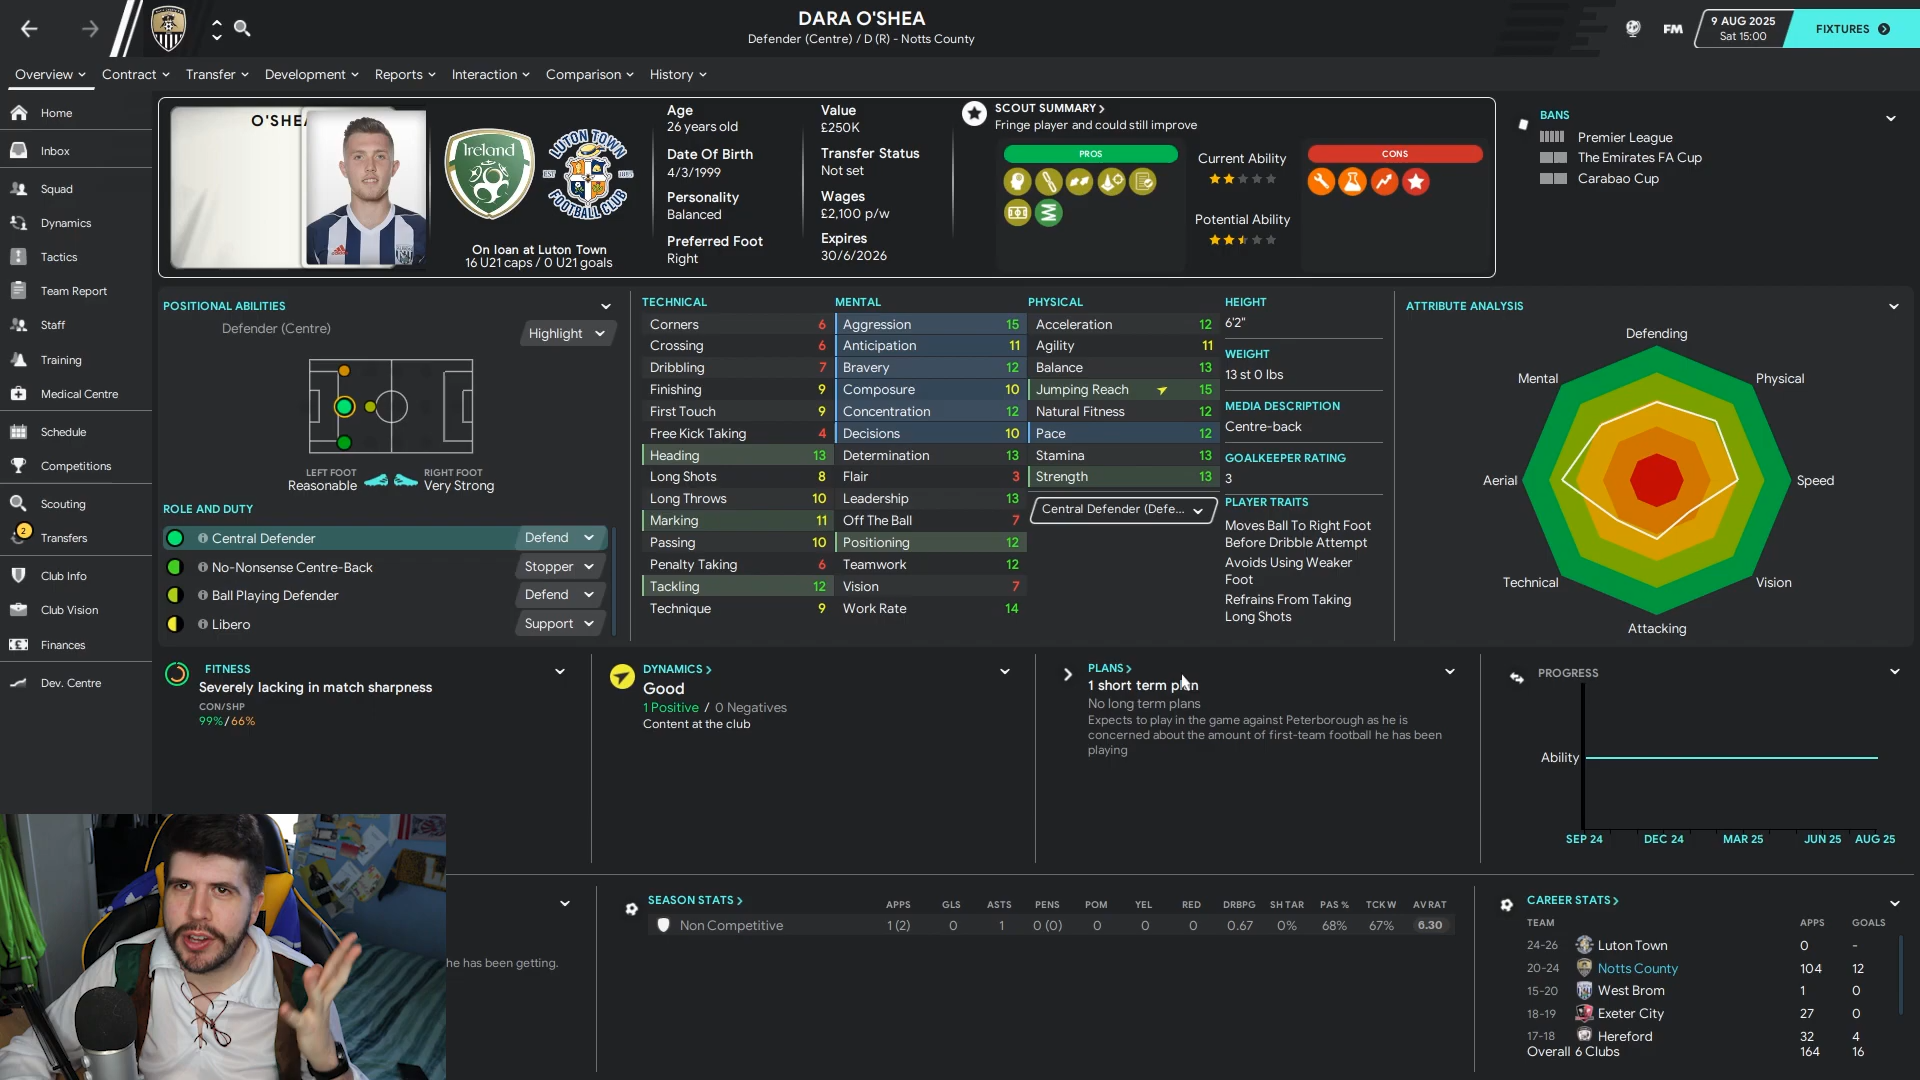 DARA O'SHEA
Defender (Centre) / D (R) - Notts County
FM
9 AUG 2025
Sat 15:00
FIXTURES
Overview
Contract
Transfer
Development
Reports
Interaction
Comparison
History
Home
Inbox
Squad
Dynamics
Tactics
Team Report
Staff
Training
Medical Centre
Schedule
Competitions
Scouting
2
Transfers
Club Info
Club Vision
Finances
Dev. Centre
O'SHEA
Ireland
LUTON TOWN
EST 1885
FOOTBALL CLUB
On loan at Luton Town
16 U21 caps / 0 U21 goals
Age
26 years old
Date Of Birth
4/3/1999
Personality
Balanced
Preferred Foot
Right
Value
£250K
Transfer Status
Not set
Wages
£2,100 p/w
Expires
30/6/2026
SCOUT SUMMARY
Fringe player and could still improve
PROS
Current Ability
Potential Ability
CONS
BANS
Premier League
The Emirates FA Cup
Carabao Cup
POSITIONAL ABILITIES
Defender (Centre)
Highlight
LEFT FOOT
Reasonable
RIGHT FOOT
Very Strong
ROLE AND DUTY
Central Defender Defend
No-Nonsense Centre-Back Stopper
Ball Playing Defender Defend
Libero Support
TECHNICAL
Corners 6
Crossing 6
Dribbling 7
Finishing 9
First Touch 9
Free Kick Taking 4
Heading 13
Long Shots 8
Long Throws 10
Marking 11
Passing 10
Penalty Taking 6
Tackling 12
Technique 9
MENTAL
Aggression 15
Anticipation 11
Bravery 12
Composure 10
Concentration 12
Decisions 10
Determination 13
Flair 3
Leadership 13
Off The Ball 7
Positioning 12
Teamwork 12
Vision 7
Work Rate 14
PHYSICAL
Acceleration 12
Agility 11
Balance 13
Jumping Reach 15
Natural Fitness 12
Pace 12
Stamina 13
Strength 13
Central Defender (Defe...
HEIGHT
6'2"
WEIGHT
13 st 0 lbs
MEDIA DESCRIPTION
Centre-back
GOALKEEPER RATING
3
PLAYER TRAITS
Moves Ball To Right Foot
Before Dribble Attempt
Avoids Using Weaker
Foot
Refrains From Taking
Long Shots
ATTRIBUTE ANALYSIS
Defending
Physical
Speed
Vision
Attacking
Technical
Aerial
Mental
FITNESS
Severely lacking in match sharpness
CON/SHP
99%/66%
DYNAMICS
Good
1 Positive / 0 Negatives
Content at the club
PLANS
1 short term plan
No long term plans
Expects to play in the game against Peterborough as he is
concerned about the amount of first-team football he has been
playing
PROGRESS
Ability
SEP 24 DEC 24 MAR 25 JUN 25 AUG 25
he has been getting.
SEASON STATS
APPS GLS ASTS PENS POM YEL RED DRBPG SH TAR PAS % TCK W AV RAT
Non Competitive 1 (2) 0 1 0 (0) 0 0 0 0.67 0% 68% 67% 6.30
CAREER STATS
TEAM APPS GOALS
24-26 Luton Town 0 -
20-24 Notts County 104 12
15-20 West Brom 1 0
18-19 Exeter City 27 0
17-18 Hereford 32 4
Overall 6 Clubs 164 16